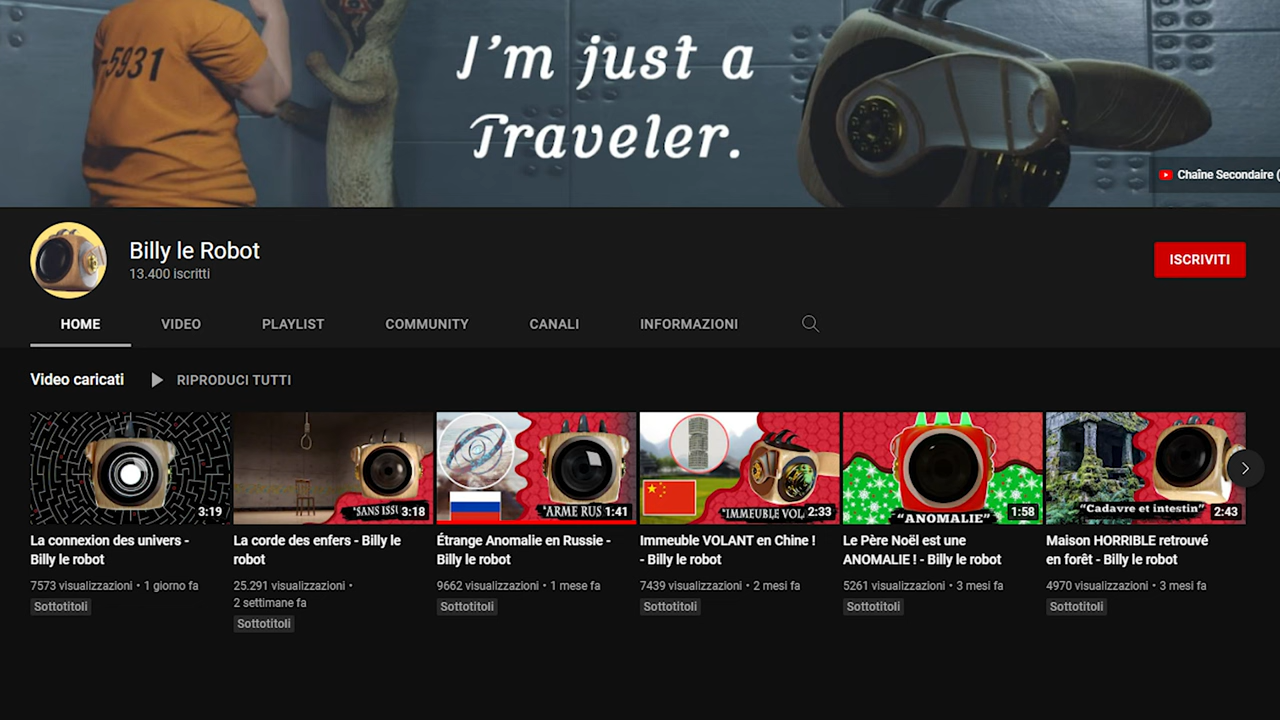 -5931
I'm just a
Traveler.
Chaîne Secondaire (
Billy le Robot
13.400 iscritti
ISCRIVITI
HOME VIDEO PLAYLIST COMMUNITY CANALI INFORMAZIONI
Video caricati RIPRODUCI TUTTI
3:19
"SANS ISSU 3:18
"ARME RUS 1:41
"IMMEUBLE VOL 2:33
"ANOMALIE" 1:58
"Cadavre et intestin" 2:43
La connexion des univers -
Billy le robot
7573 visualizzazioni • 1 giorno fa
Sottotitoli
La corde des enfers - Billy le
robot
25.291 visualizzazioni •
2 settimane fa
Sottotitoli
Étrange Anomalie en Russie -
Billy le robot
9662 visualizzazioni • 1 mese fa
Sottotitoli
Immeuble VOLANT en Chine !
- Billy le robot
7439 visualizzazioni • 2 mesi fa
Sottotitoli
Le Père Noël est une
ANOMALIE ! - Billy le robot
5261 visualizzazioni • 3 mesi fa
Sottotitoli
Maison HORRIBLE retrouvé
en forêt - Billy le robot
4970 visualizzazioni • 3 mesi fa
Sottotitoli